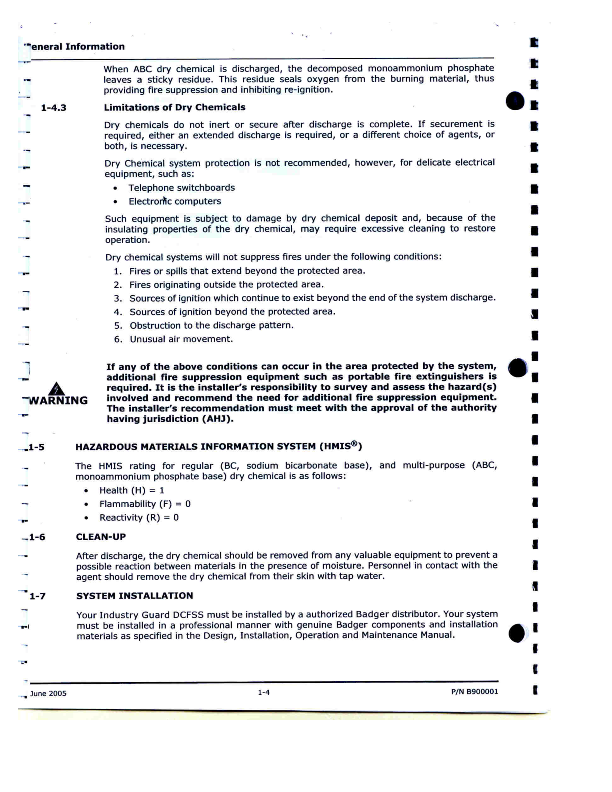 eneral Information
When ABC dry chemical is discharged, the decomposed monoammonium phosphate
leaves a sticky residue. This residue seals oxygen from the burning material, thus
providing fire suppression and inhibiting re-ignition.
1-4.3 Limitations of Dry Chemicals
Dry chemicals do not inert or secure after discharge is complete. If securement is
required, either an extended discharge is required, or a different choice of agents, or
both, is necessary.
Dry Chemical system protection is not recommended, however, for delicate electrical
equipment, such as:
• Telephone switchboards
• Electronic computers
Such equipment is subject to damage by dry chemical deposit and, because of the
insulating properties of the dry chemical, may require excessive cleaning to restore
operation.
Dry chemical systems will not suppress fires under the following conditions:
1. Fires or spills that extend beyond the protected area.
2. Fires originating outside the protected area.
3. Sources of ignition which continue to exist beyond the end of the system discharge.
4. Sources of ignition beyond the protected area.
5. Obstruction to the discharge pattern.
6. Unusual air movement.
If any of the above conditions can occur in the area protected by the system,
additional fire suppression equipment such as portable fire extinguishers is
required. It is the installer's responsibility to survey and assess the hazard(s)
WARNING involved and recommend the need for additional fire suppression equipment.
The installer's recommendation must meet with the approval of the authority
having jurisdiction (AHJ).
1-5 HAZARDOUS MATERIALS INFORMATION SYSTEM (HMIS®)
The HMIS rating for regular (BC, sodium bicarbonate base), and multi-purpose (ABC,
monoammonium phosphate base) dry chemical is as follows:
• Health (H) = 1
• Flammability (F) = 0
• Reactivity (R) = 0
1-6 CLEAN-UP
After discharge, the dry chemical should be removed from any valuable equipment to prevent a
possible reaction between materials in the presence of moisture. Personnel in contact with the
agent should remove the dry chemical from their skin with tap water.
1-7 SYSTEM INSTALLATION
Your Industry Guard DCFSS must be installed by a authorized Badger distributor. Your system
must be installed in a professional manner with genuine Badger components and installation
materials as specified in the Design, Installation, Operation and Maintenance Manual.
June 2005 1-4 P/N B900001